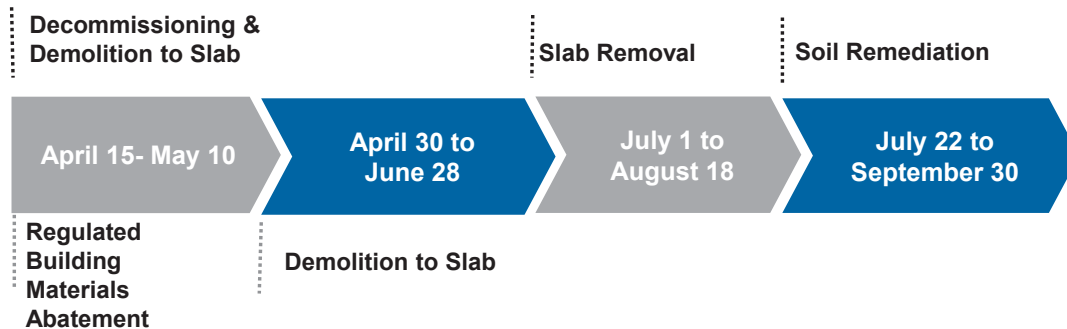 Decommissioning &
Demolition to Slab
Slab Removal
Soil Remediation
April 15- May 10
April 30 to
June 28
July 1 to
August 18
July 22 to
September 30
Regulated
Building
Materials
Abatement
Demolition to Slab